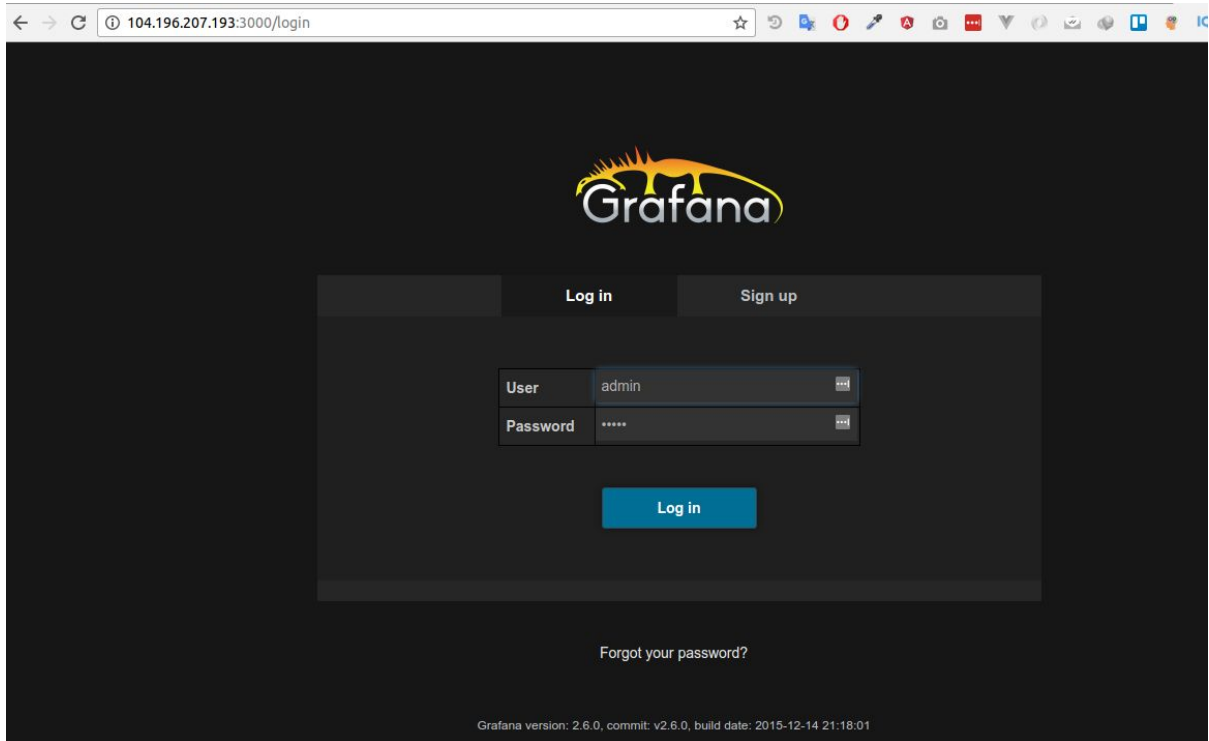 104.196.207.193:3000/login
Grafana
Log in Sign up
User admin
Password •••••
Log in
Forgot your password?
Grafana version: 2.6.0, commit: v2.6.0, build date: 2015-12-14 21:18:01